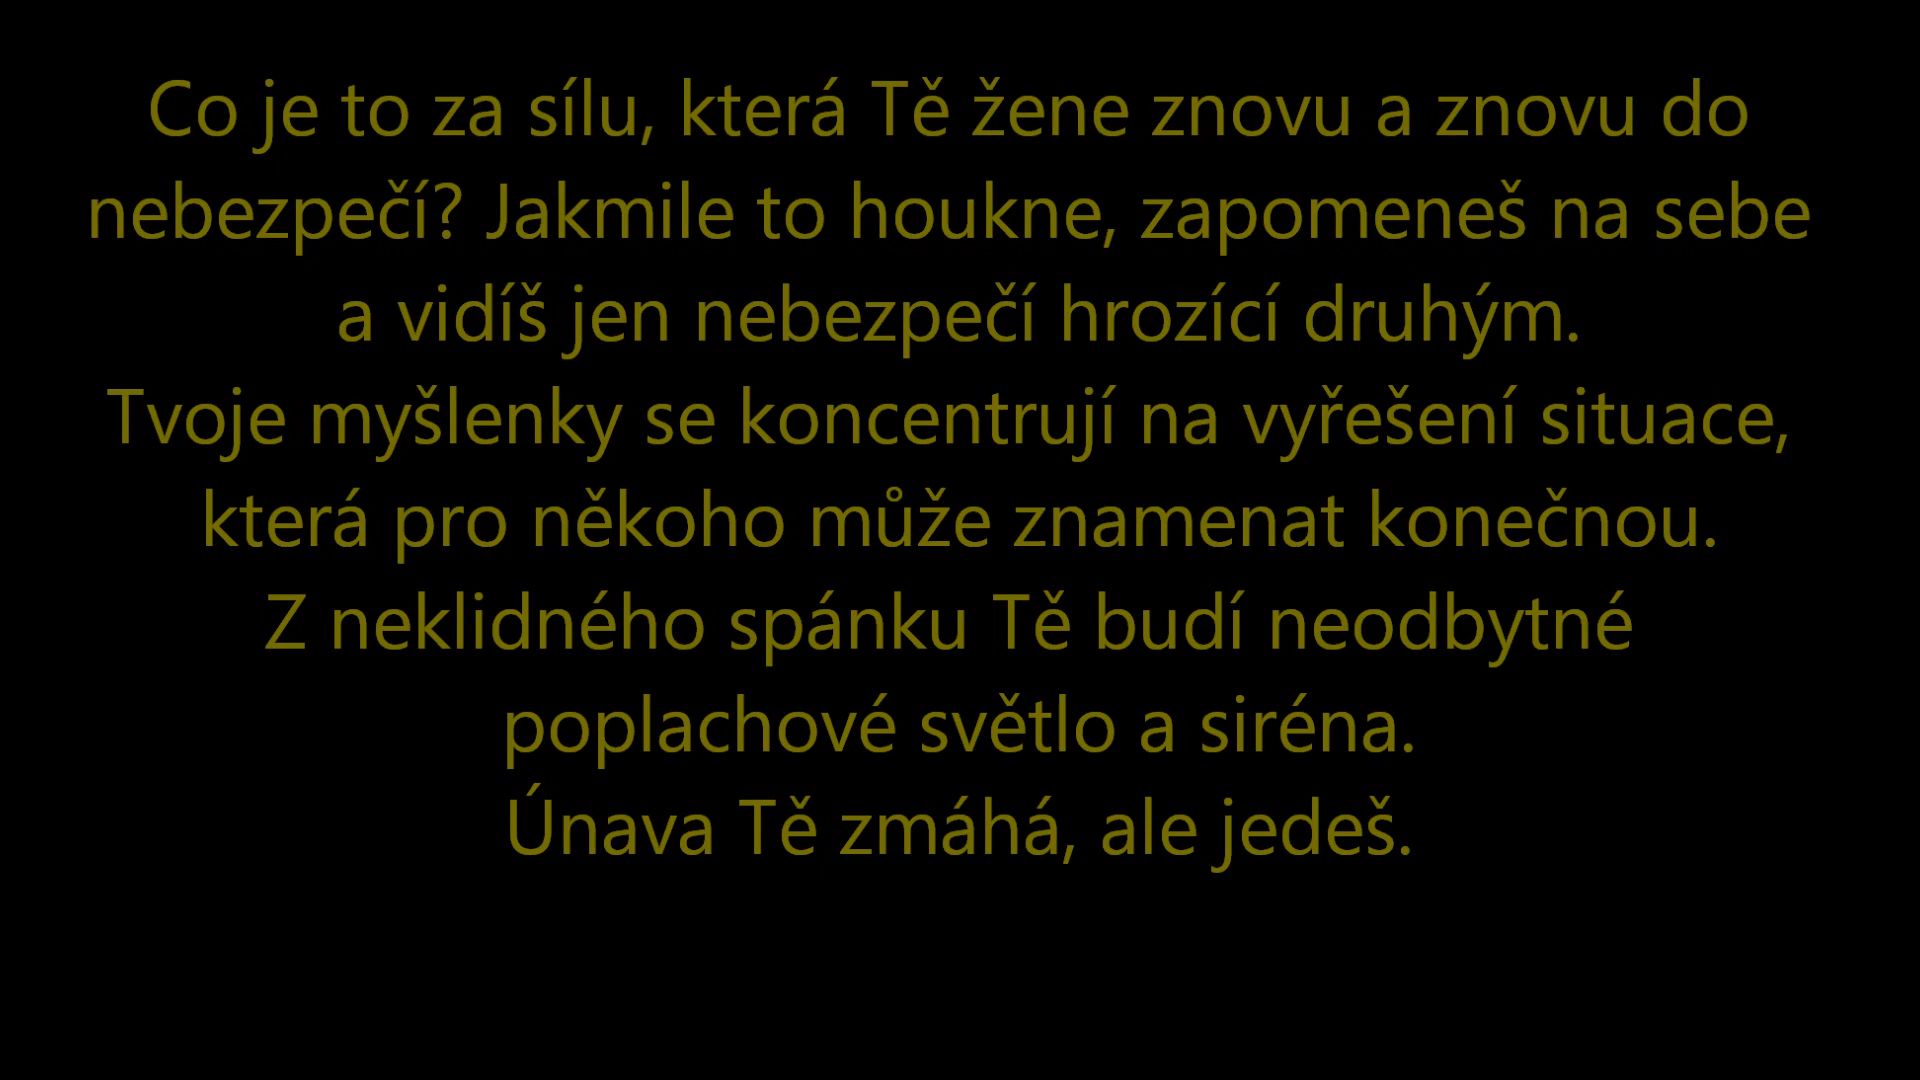 Co je to za sílu, která Tě žene znovu a znovu do
nebezpečí? Jakmile to houkne, zapomeneš na sebe
a vidíš jen nebezpečí hrozící druhým.
Tvoje myšlenky se koncentrují na vyřešení situace,
která pro někoho může znamenat konečnou.
Z neklidného spánku Tě budí neodbytné
poplachové světlo a siréna.
Únava Tě zmáhá, ale jedeš.